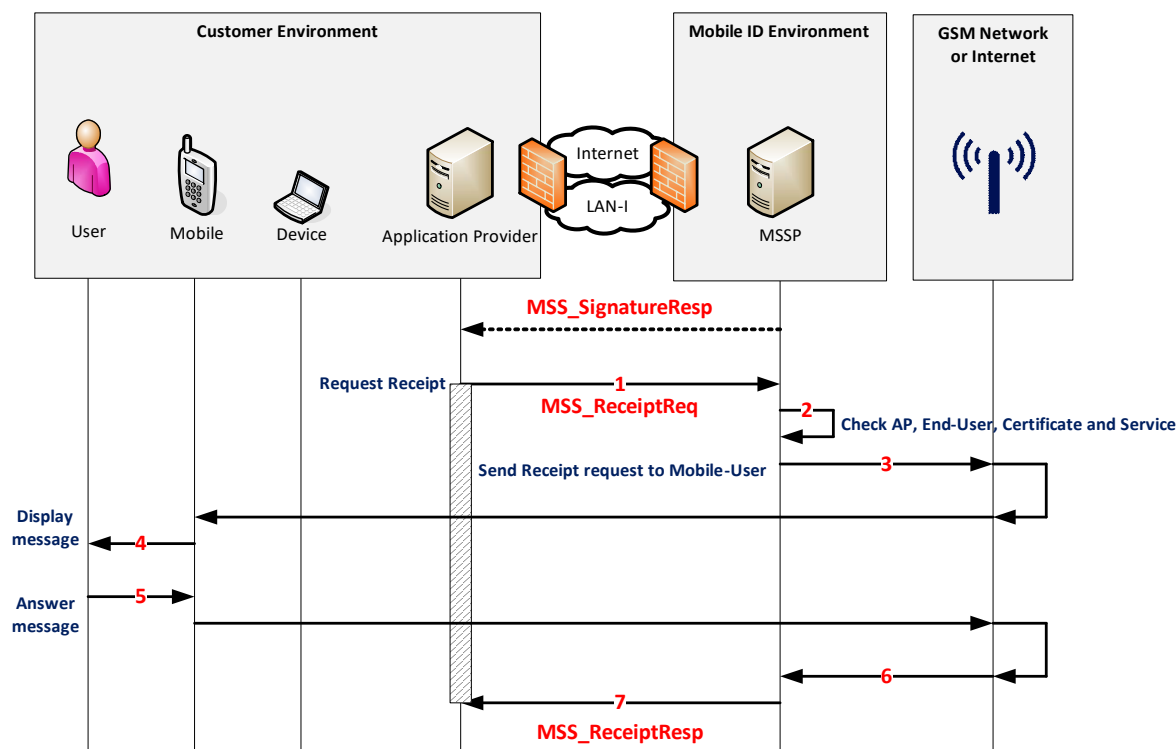 Customer Environment
Mobile ID Environment
GSM Network
or Internet
Internet
LAN-I
User
Mobile
Device
Application Provider
MSSP
MSS_SignatureResp
Request Receipt
1
MSS_ReceiptReq
2
Check AP, End-User, Certificate and Service
Send Receipt request to Mobile-User
3
Display
message
4
5
Answer
message
6
7
MSS_ReceiptResp